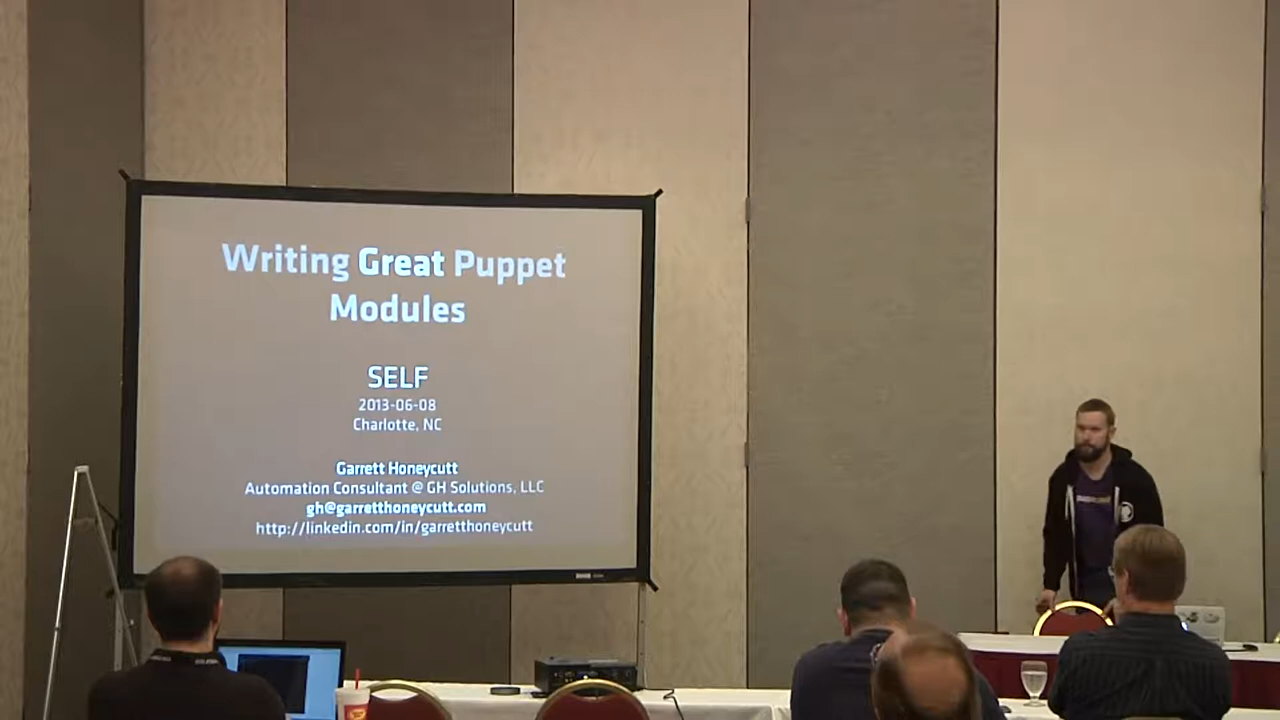 Writing Great Puppet
Modules
SELF
2013-06-08
Charlotte, NC
Garrett Honeycutt
Automation Consultant @ GH Solutions, LLC
gh@garretthoneycutt.com
http://linkedin.com/in/garretthoneycutt